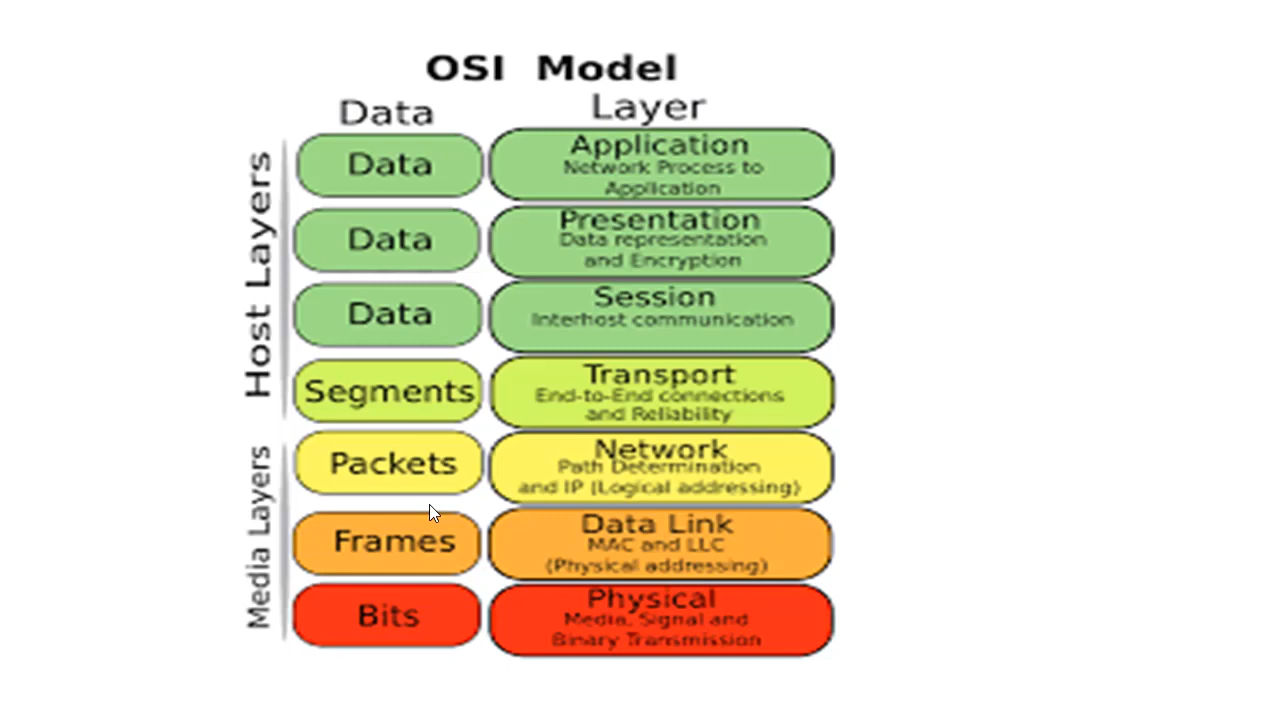 OSI Model
Data Layer
Host Layers
Data
Application
Network Process to
Application
Data
Presentation
Data representation
and Encryption
Data
Session
Interhost communication
Segments
Transport
End-to-End connections
and Reliability
Media Layers
Packets
Network
Path Determination
and IP (Logical addressing)
Frames
Data Link
MAC and LLC
(Physical addressing)
Bits
Physical
Media, Signal and
Binary Transmission